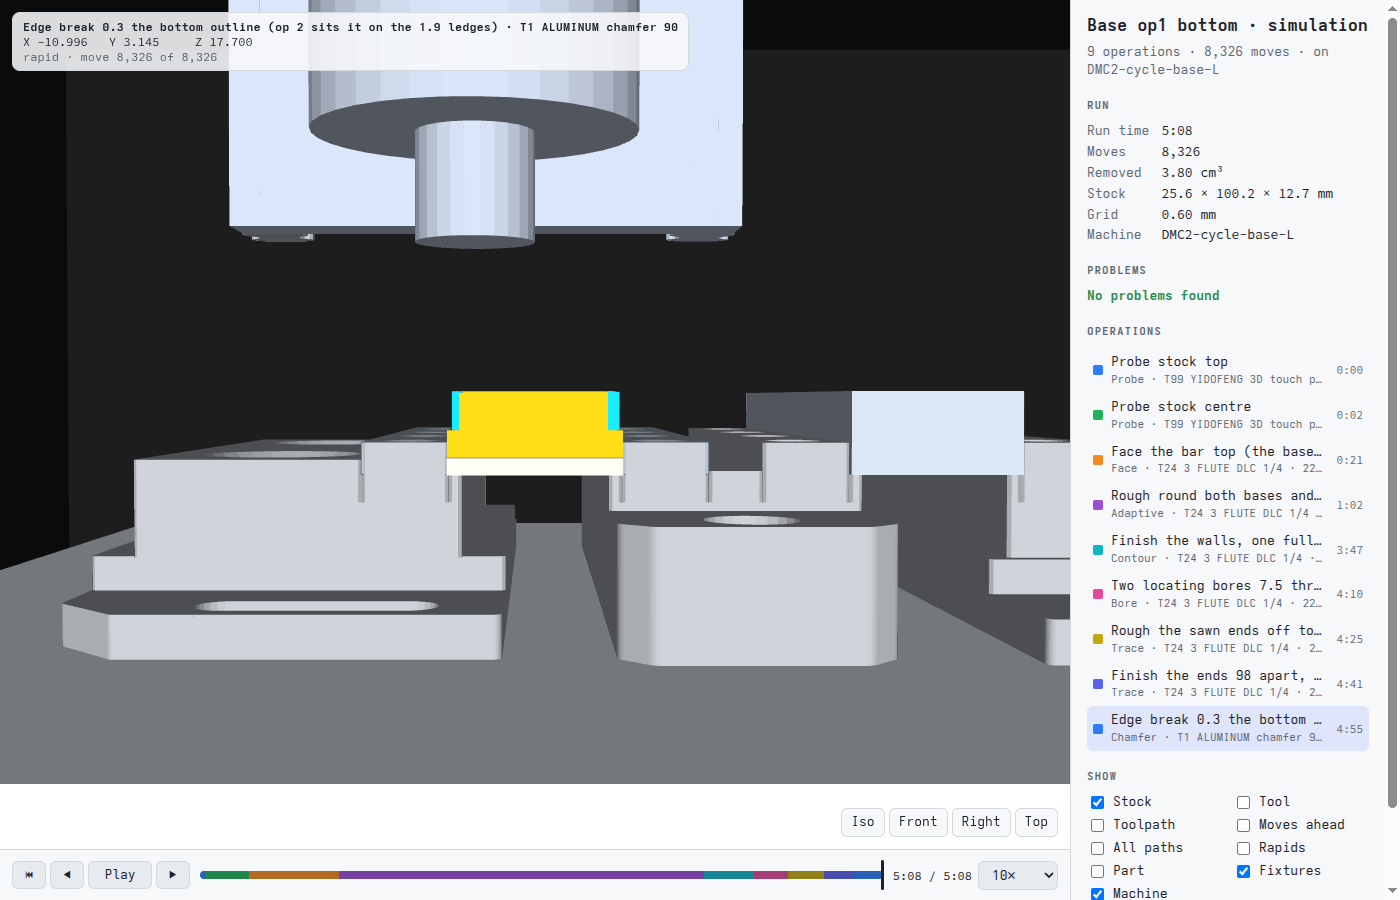 Edge break 0.3 the bottom outline (op 2 sits it on the 1.9 ledges) · T1 ALUMINUM chamfer 90
X -10.996 Y 3.145 Z 17.700
rapid · move 8,326 of 8,326
Iso Front Right Top
⏮ ◀ Play ▶ 5:08 / 5:08 10×
Base op1 bottom · simulation
9 operations · 8,326 moves · on
DMC2-cycle-base-L
RUN
Run time 5:08
Moves 8,326
Removed 3.80 cm³
Stock 25.6 × 100.2 × 12.7 mm
Grid 0.60 mm
Machine DMC2-cycle-base-L
PROBLEMS
No problems found
OPERATIONS
Probe stock top 0:00
Probe · T99 YIDOFENG 3D touch p…
Probe stock centre 0:02
Probe · T99 YIDOFENG 3D touch p…
Face the bar top (the base… 0:21
Face · T24 3 FLUTE DLC 1/4 · 22…
Rough round both bases and… 1:02
Adaptive · T24 3 FLUTE DLC 1/4 …
Finish the walls, one full… 3:47
Contour · T24 3 FLUTE DLC 1/4 ·…
Two locating bores 7.5 thr… 4:10
Bore · T24 3 FLUTE DLC 1/4 · 22…
Rough the sawn ends off to… 4:25
Trace · T24 3 FLUTE DLC 1/4 · 2…
Finish the ends 98 apart, … 4:41
Trace · T24 3 FLUTE DLC 1/4 · 2…
Edge break 0.3 the bottom … 4:55
Chamfer · T1 ALUMINUM chamfer 9…
SHOW
Stock Tool
Toolpath Moves ahead
All paths Rapids
Part Fixtures
Machine